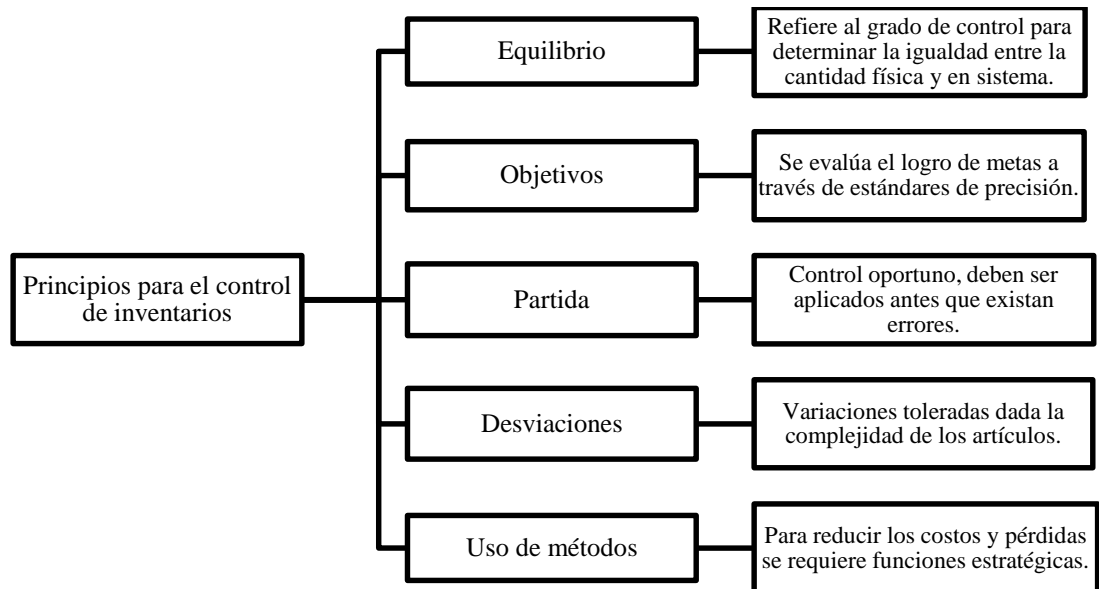 Principios para el control
de inventarios
Equilibrio
Refiere al grado de control para
determinar la igualdad entre la
cantidad física y en sistema.
Objetivos
Se evalúa el logro de metas a
través de estándares de precisión.
Partida
Control oportuno, deben ser
aplicados antes que existan
errores.
Desviaciones
Variaciones toleradas dada la
complejidad de los artículos.
Uso de métodos
Para reducir los costos y pérdidas
se requiere funciones estratégicas.